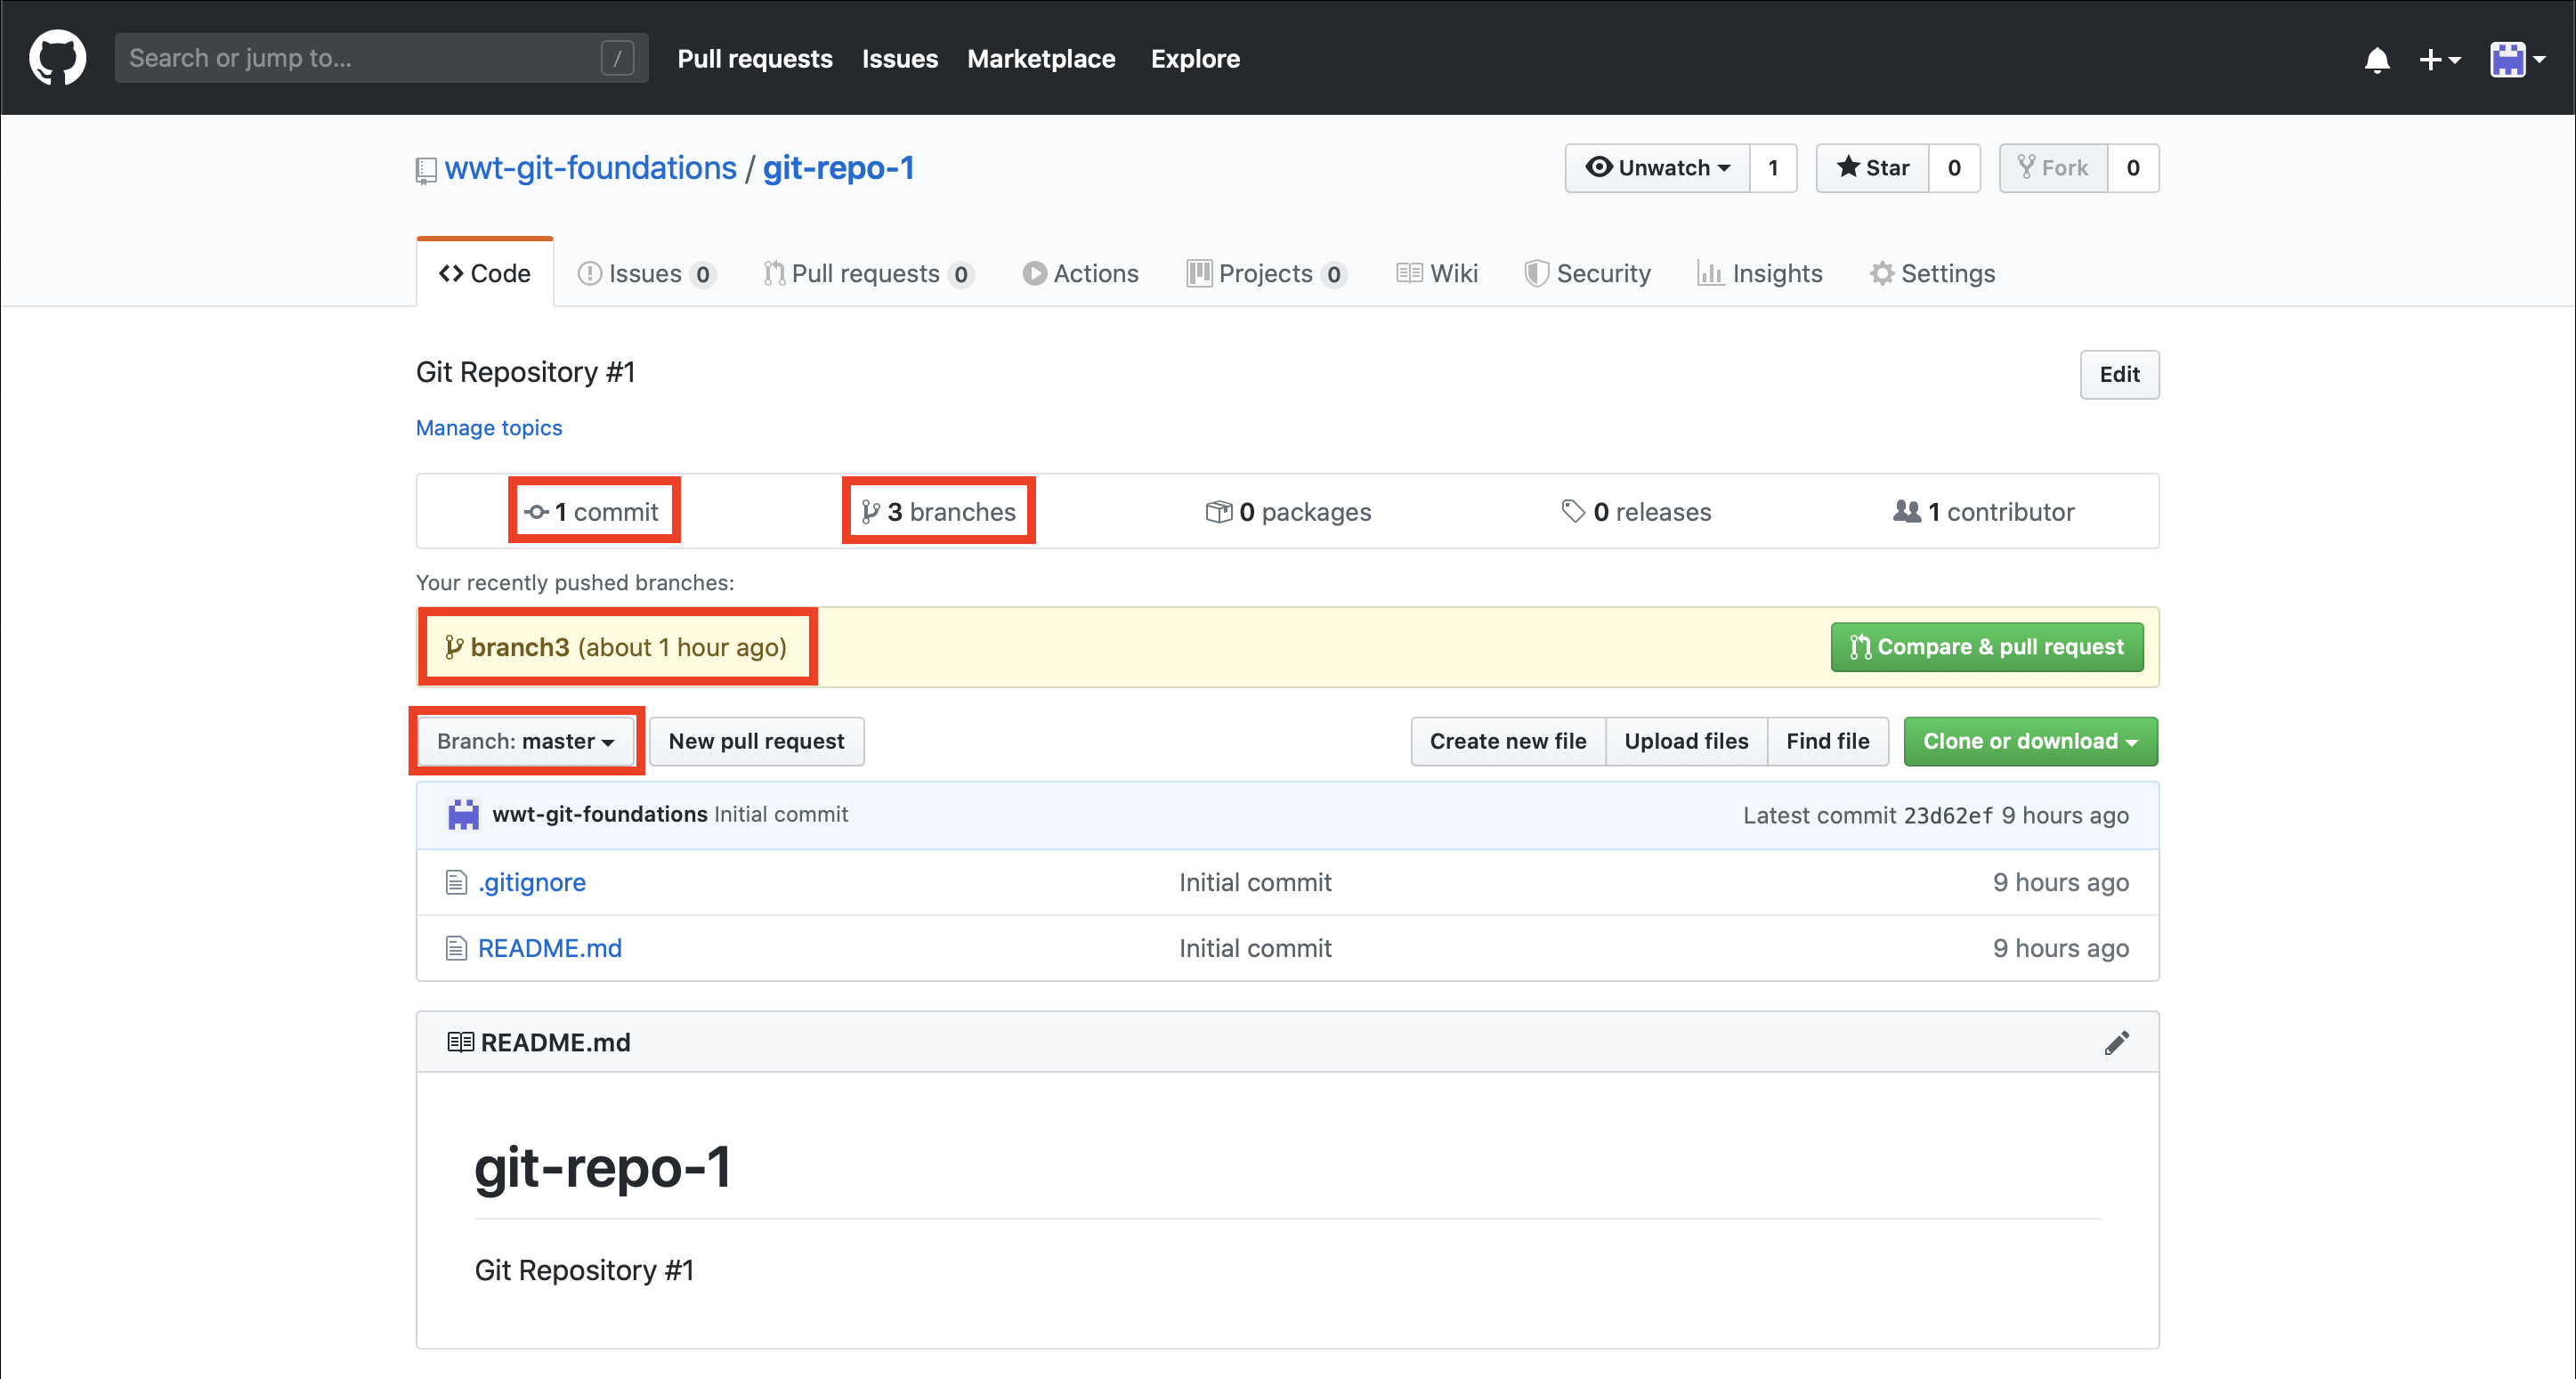 Search or jump to... /
Pull requests Issues Marketplace Explore
wwt-git-foundations / git-repo-1
Unwatch 1 Star 0 Fork 0
Code Issues 0 Pull requests 0 Actions Projects 0 Wiki Security Insights Settings
Git Repository #1
Edit
Manage topics
1 commit 3 branches 0 packages 0 releases 1 contributor
Your recently pushed branches:
branch3 (about 1 hour ago) Compare & pull request
Branch: master New pull request Create new file Upload files Find file Clone or download
wwt-git-foundations Initial commit Latest commit 23d62ef 9 hours ago
.gitignore Initial commit 9 hours ago
README.md Initial commit 9 hours ago
README.md
git-repo-1
Git Repository #1